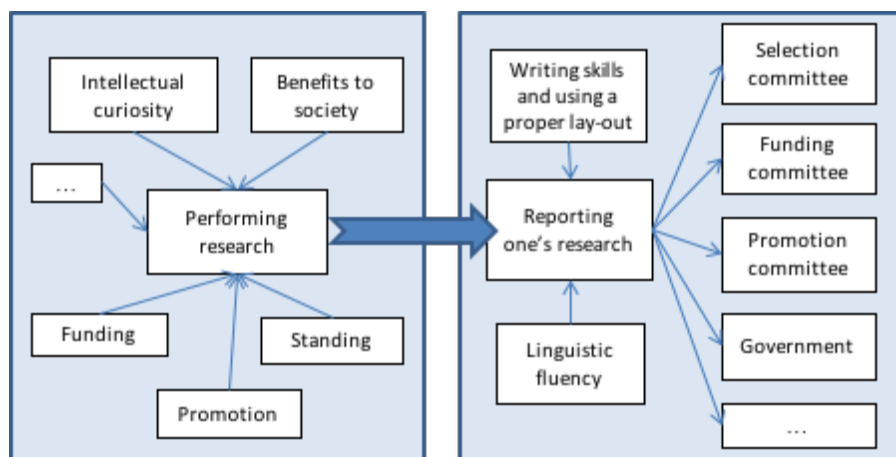 Intellectual
curiosity
Benefits to
society
...
Performing
research
Funding
Standing
Promotion
Writing skills
and using a
proper lay-out
Reporting
one's research
Linguistic
fluency
Selection
committee
Funding
committee
Promotion
committee
Government
...